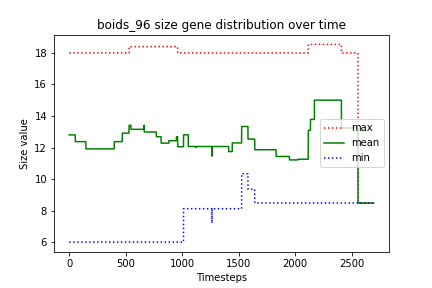 boids_96 size gene distribution over time
Size value
18
16
14
12
10
8
6
max
mean
min
0
500
1000
1500
2000
2500
Timesteps